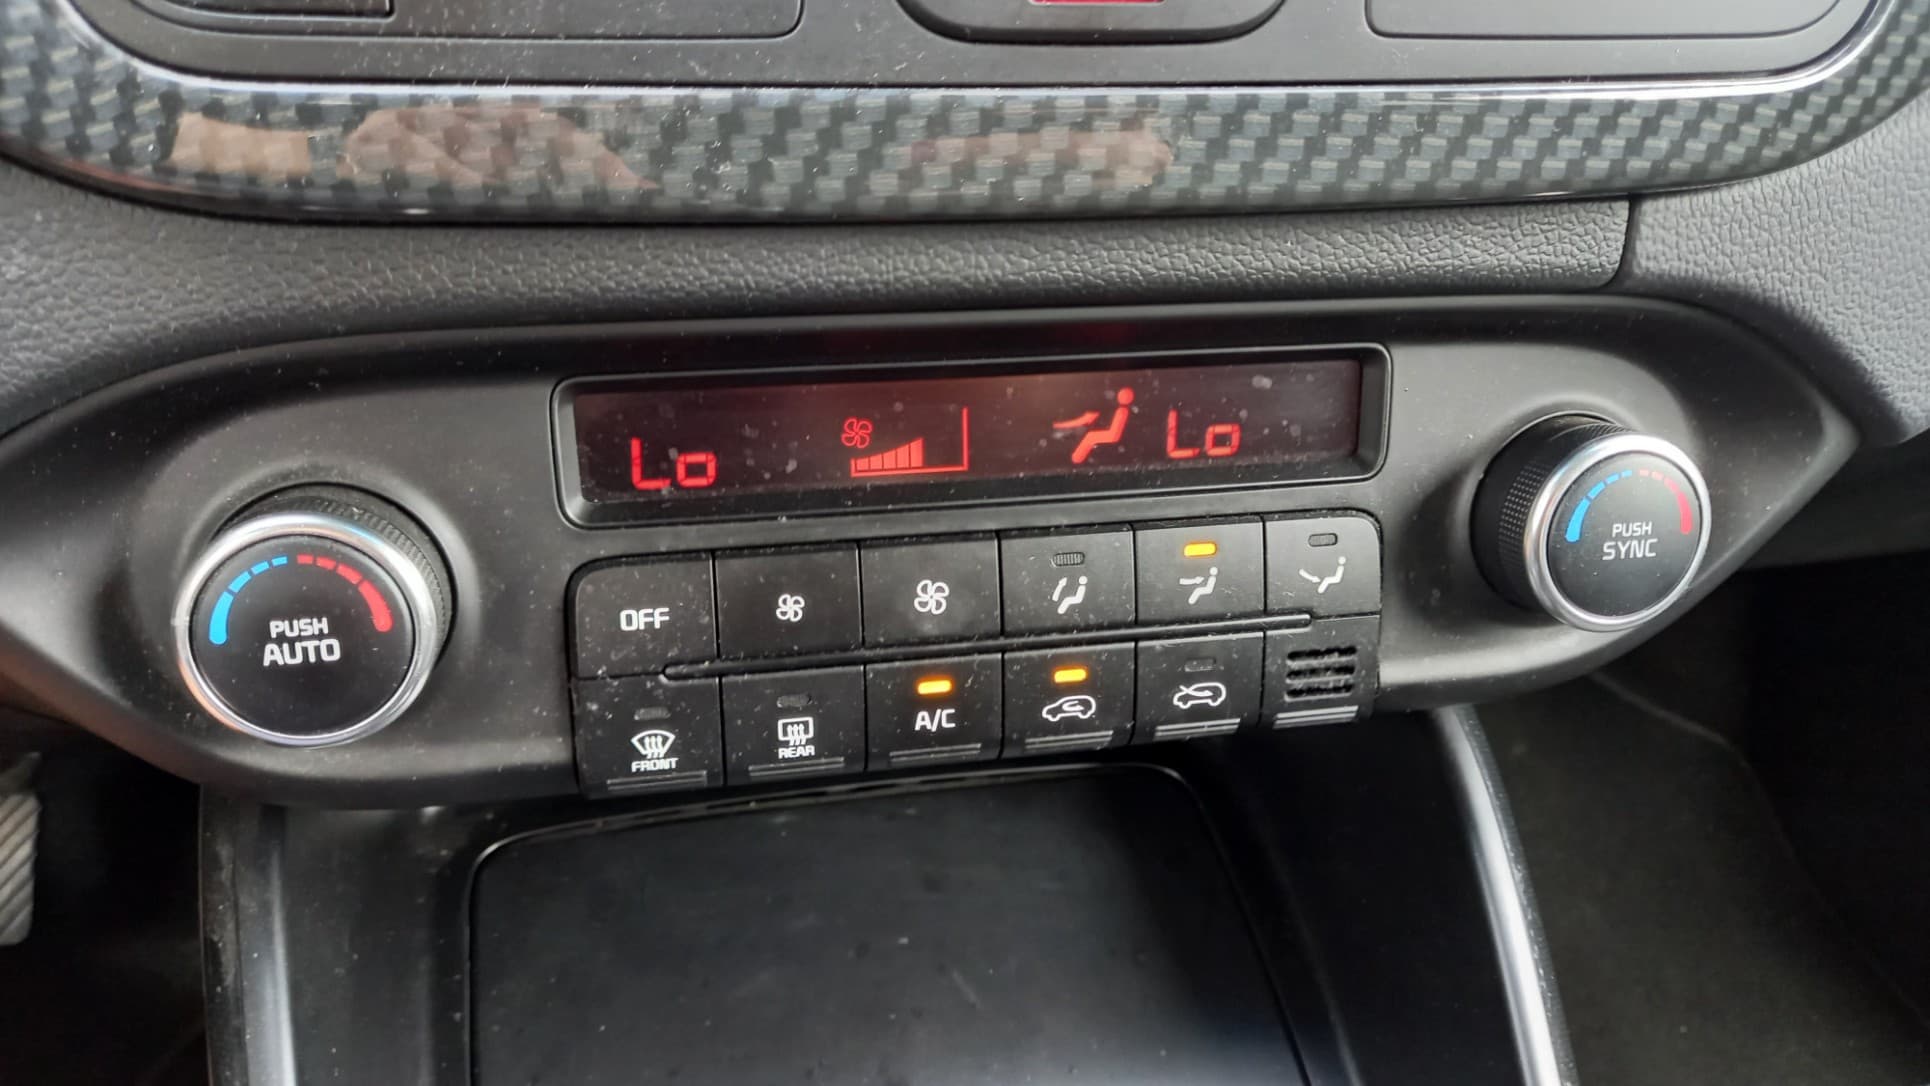 Lo
Lo
PUSH
AUTO
OFF
PUSH
SYNC
FRONT
REAR
A/C